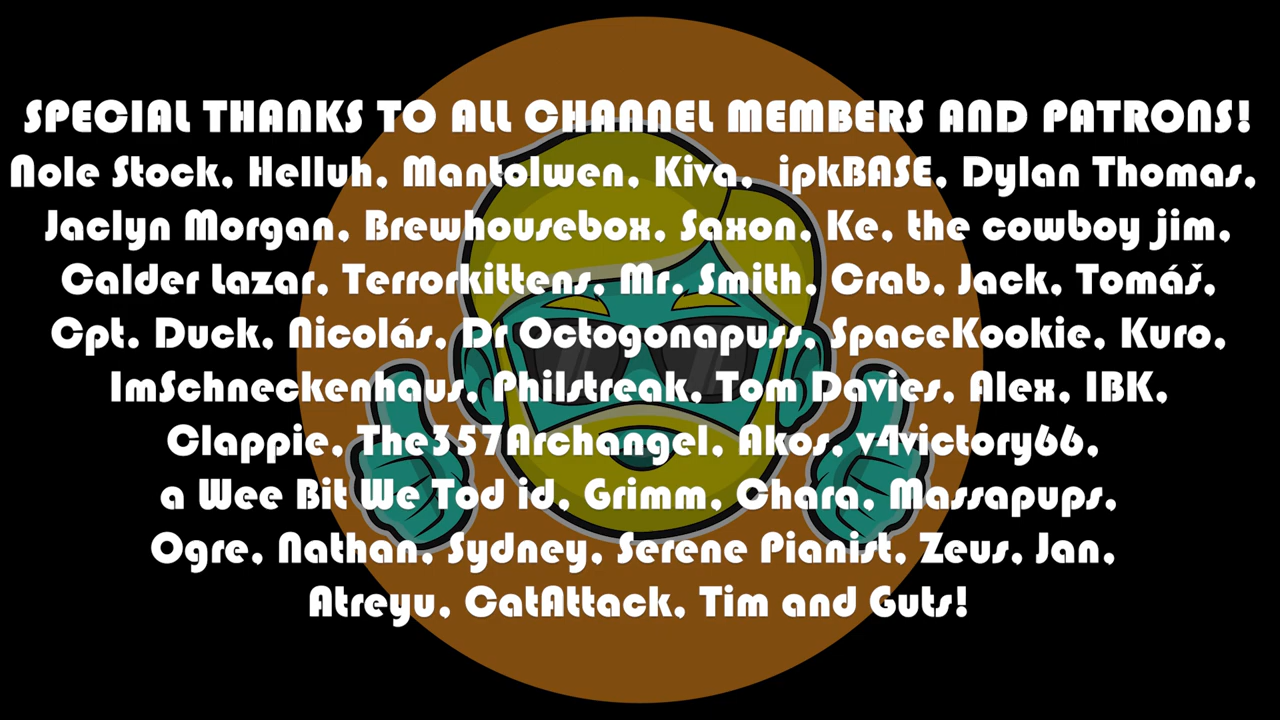 SPECIAL THANKS TO ALL CHANNEL MEMBERS AND PATRONS!
Nole Stock, Helluh, Mantolwen, Kiva, ipkBASE, Dylan Thomas,
Jaclyn Morgan, Brewhousebox, Saxon, Ke, the cowboy jim,
Calder Lazar, Terrorkittens, Mr. Smith, Crab, Jack, Tomáš,
Cpt. Duck, Nicolás, Dr Octogonapuss, SpaceKookie, Kuro,
ImSchneckenhaus, Philstreak, Tom Davies, Alex, IBK,
Clappie, The357Archangel, Akos, v4victory66,
a Wee Bit We Tod id, Grimm, Chara, Massapups,
Ogre, Nathan, Sydney, Serene Pianist, Zeus, Jan,
Atreyu, CatAttack, Tim and Guts!